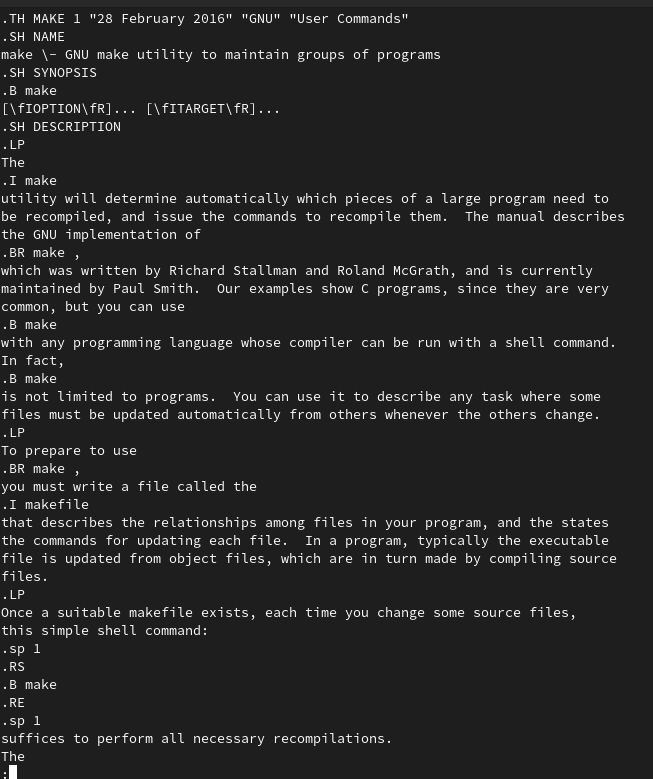 .TH MAKE 1 "28 February 2016" "GNU" "User Commands"
.SH NAME
make \- GNU make utility to maintain groups of programs
.SH SYNOPSIS
.B make
[\fIOPTION\fR]... [\fITARGET\fR]...
.SH DESCRIPTION
.LP
The
.I make
utility will determine automatically which pieces of a large program need to
be recompiled, and issue the commands to recompile them.  The manual describes
the GNU implementation of
.BR make ,
which was written by Richard Stallman and Roland McGrath, and is currently
maintained by Paul Smith.  Our examples show C programs, since they are very
common, but you can use
.B make
with any programming language whose compiler can be run with a shell command.
In fact,
.B make
is not limited to programs.  You can use it to describe any task where some
files must be updated automatically from others whenever the others change.
.LP
To prepare to use
.BR make ,
you must write a file called the
.I makefile
that describes the relationships among files in your program, and the states
the commands for updating each file.  In a program, typically the executable
file is updated from object files, which are in turn made by compiling source
files.
.LP
Once a suitable makefile exists, each time you change some source files,
this simple shell command:
.sp 1
.RS
.B make
.RE
.sp 1
suffices to perform all necessary recompilations.
The
: